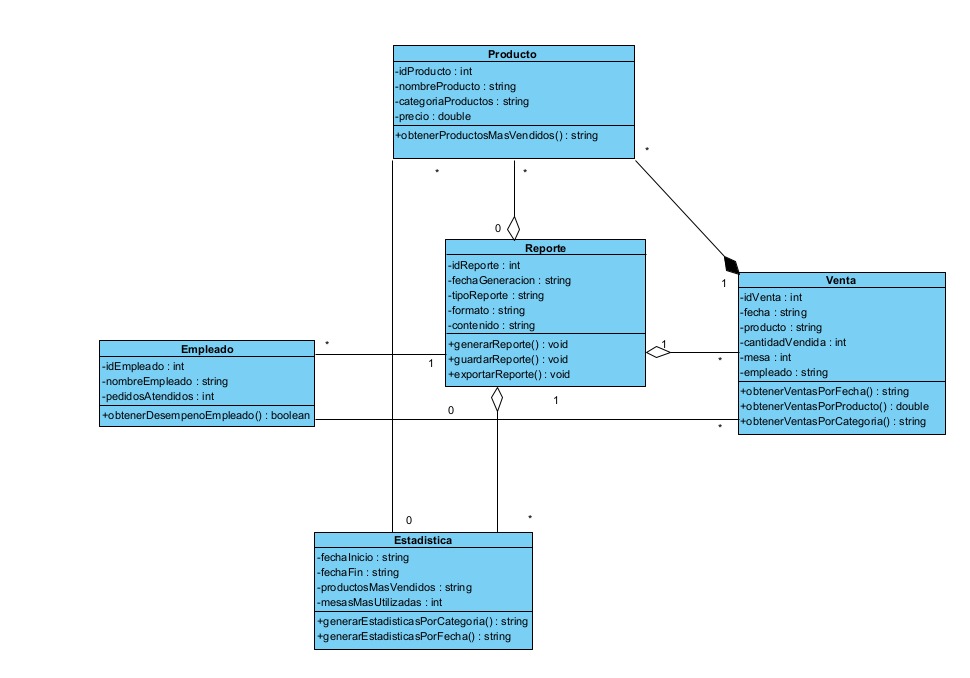 Producto
-idProducto : int
-nombreProducto : string
-categoriaProductos : string
-precio : double
+obtenerProductosMasVendidos() : string
*
*
*
0
Reporte
-idReporte : int
-fechaGeneracion : string
-tipoReporte : string
-formato : string
-contenido : string
+generarReporte() : void
+guardarReporte() : void
+exportarReporte() : void
1
Venta
-idVenta : int
-fecha : string
-producto : string
-cantidadVendida : int
-mesa : int
-empleado : string
+obtenerVentasPorFecha() : string
+obtenerVentasPorProducto() : double
+obtenerVentasPorCategoria() : string
*
1
1
*
Empleado
-idEmpleado : int
-nombreEmpleado : string
-pedidosAtendidos : int
+obtenerDesempenoEmpleado() : boolean
0
1
*
0
*
Estadistica
-fechaInicio : string
-fechaFin : string
-productosMasVendidos : string
-mesasMasUtilizadas : int
+generarEstadisticasPorCategoria() : string
+generarEstadisticasPorFecha() : string